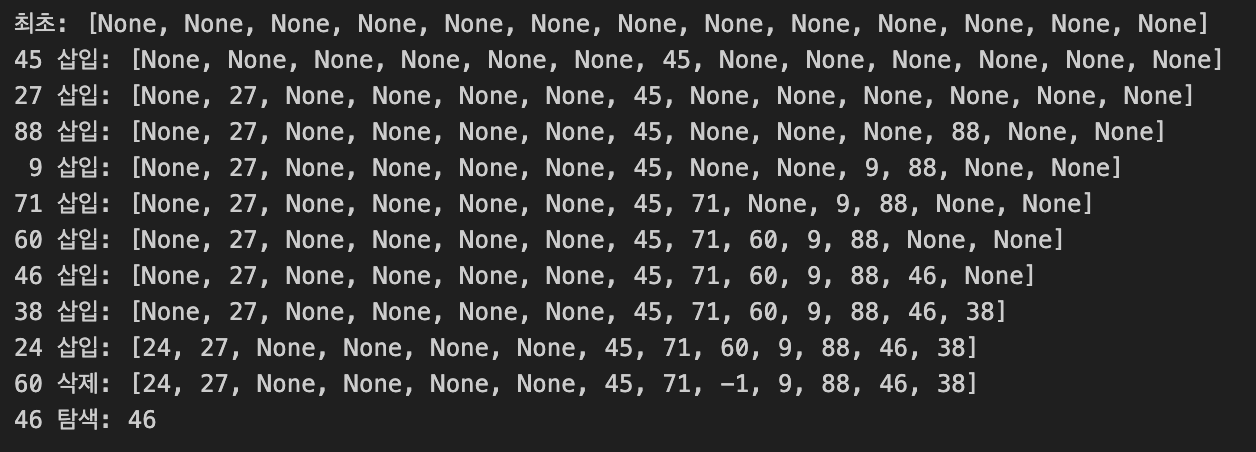 최초: [None, None, None, None, None, None, None, None, None, None, None, None, None]
45 삽입: [None, None, None, None, None, None, 45, None, None, None, None, None, None]
27 삽입: [None, 27, None, None, None, None, 45, None, None, None, None, None, None]
88 삽입: [None, 27, None, None, None, None, 45, None, None, None, 88, None, None]
9 삽입: [None, 27, None, None, None, None, 45, None, None, 9, 88, None, None]
71 삽입: [None, 27, None, None, None, None, 45, 71, None, 9, 88, None, None]
60 삽입: [None, 27, None, None, None, None, 45, 71, 60, 9, 88, None, None]
46 삽입: [None, 27, None, None, None, None, 45, 71, 60, 9, 88, 46, None]
38 삽입: [None, 27, None, None, None, None, 45, 71, 60, 9, 88, 46, 38]
24 삽입: [24, 27, None, None, None, None, 45, 71, 60, 9, 88, 46, 38]
60 삭제: [24, 27, None, None, None, None, 45, 71, -1, 9, 88, 46, 38]
46 탐색: 46